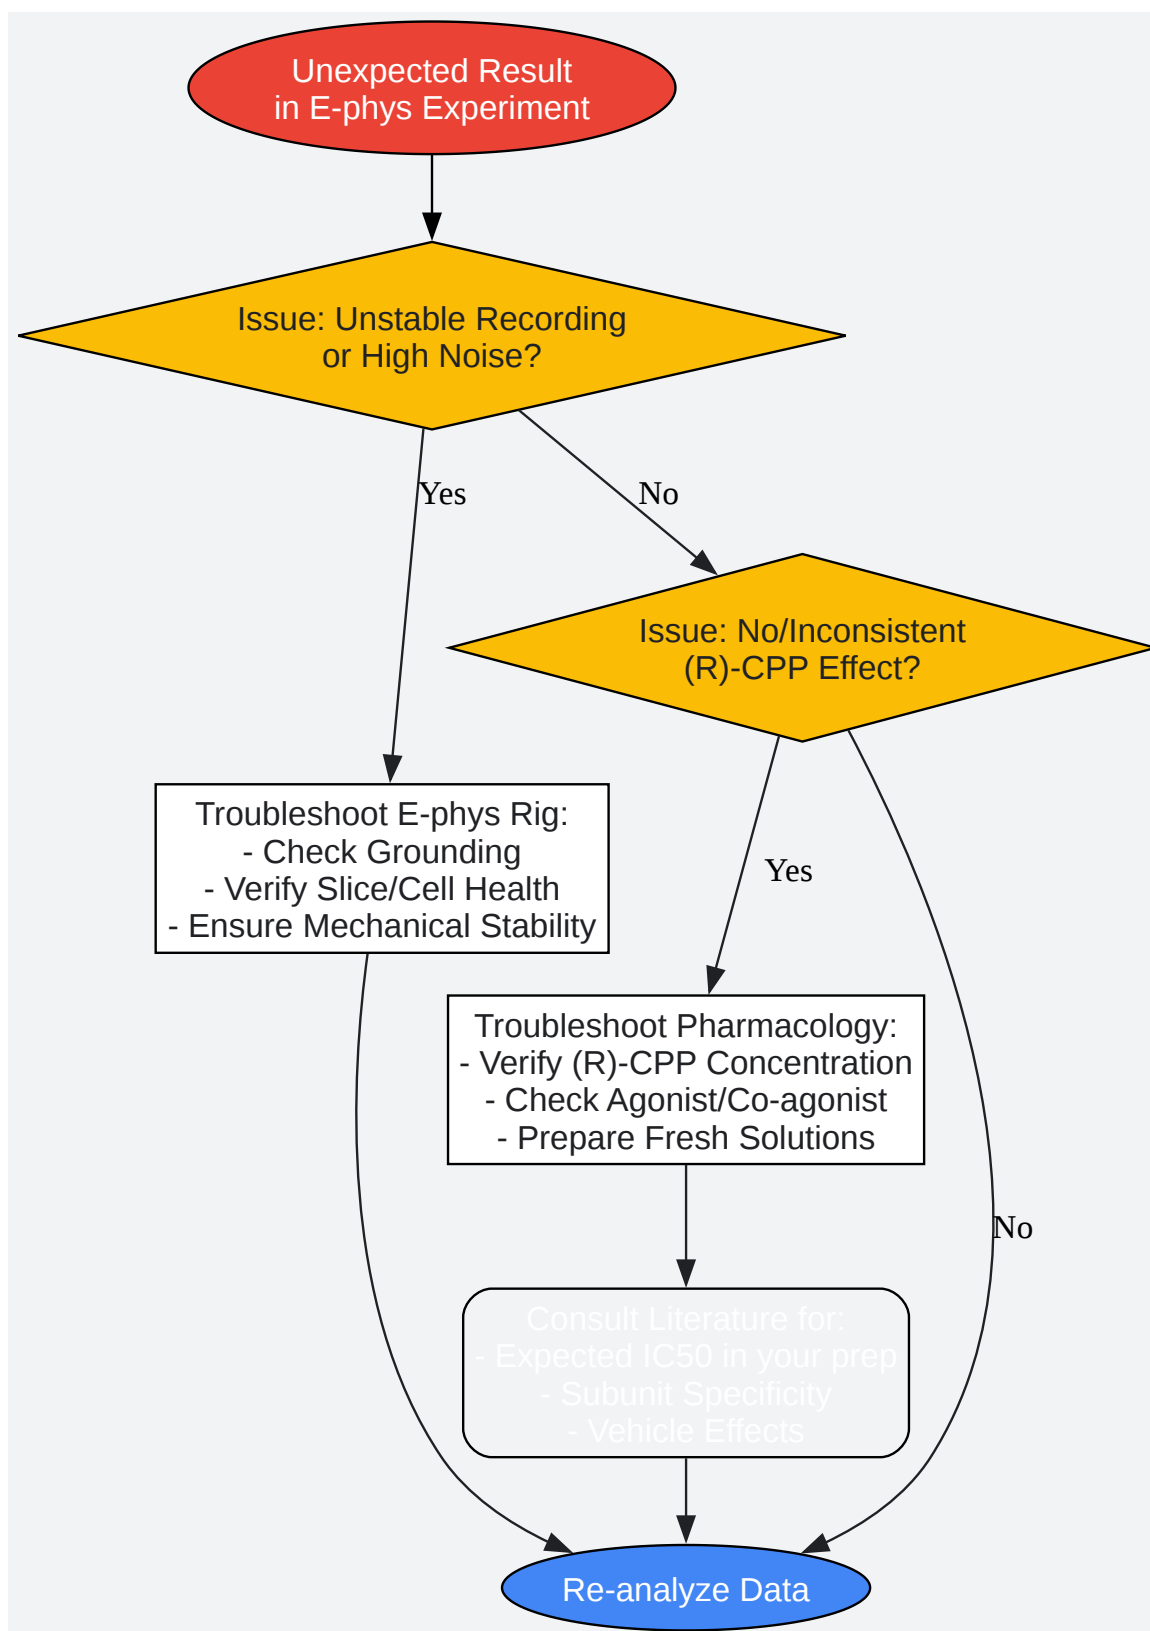 Unexpected Result
in E-phys Experiment
Issue: Unstable Recording
or High Noise?
Yes
No
Issue: No/Inconsistent
(R)-CPP Effect?
Troubleshoot E-phys Rig:
- Check Grounding
- Verify Slice/Cell Health
- Ensure Mechanical Stability
Yes
Troubleshoot Pharmacology:
- Verify (R)-CPP Concentration
- Check Agonist/Co-agonist
- Prepare Fresh Solutions
No
Consult Literature for:
- Expected IC50 in your prep
- Subunit Specificity
- Vehicle Effects
Re-analyze Data